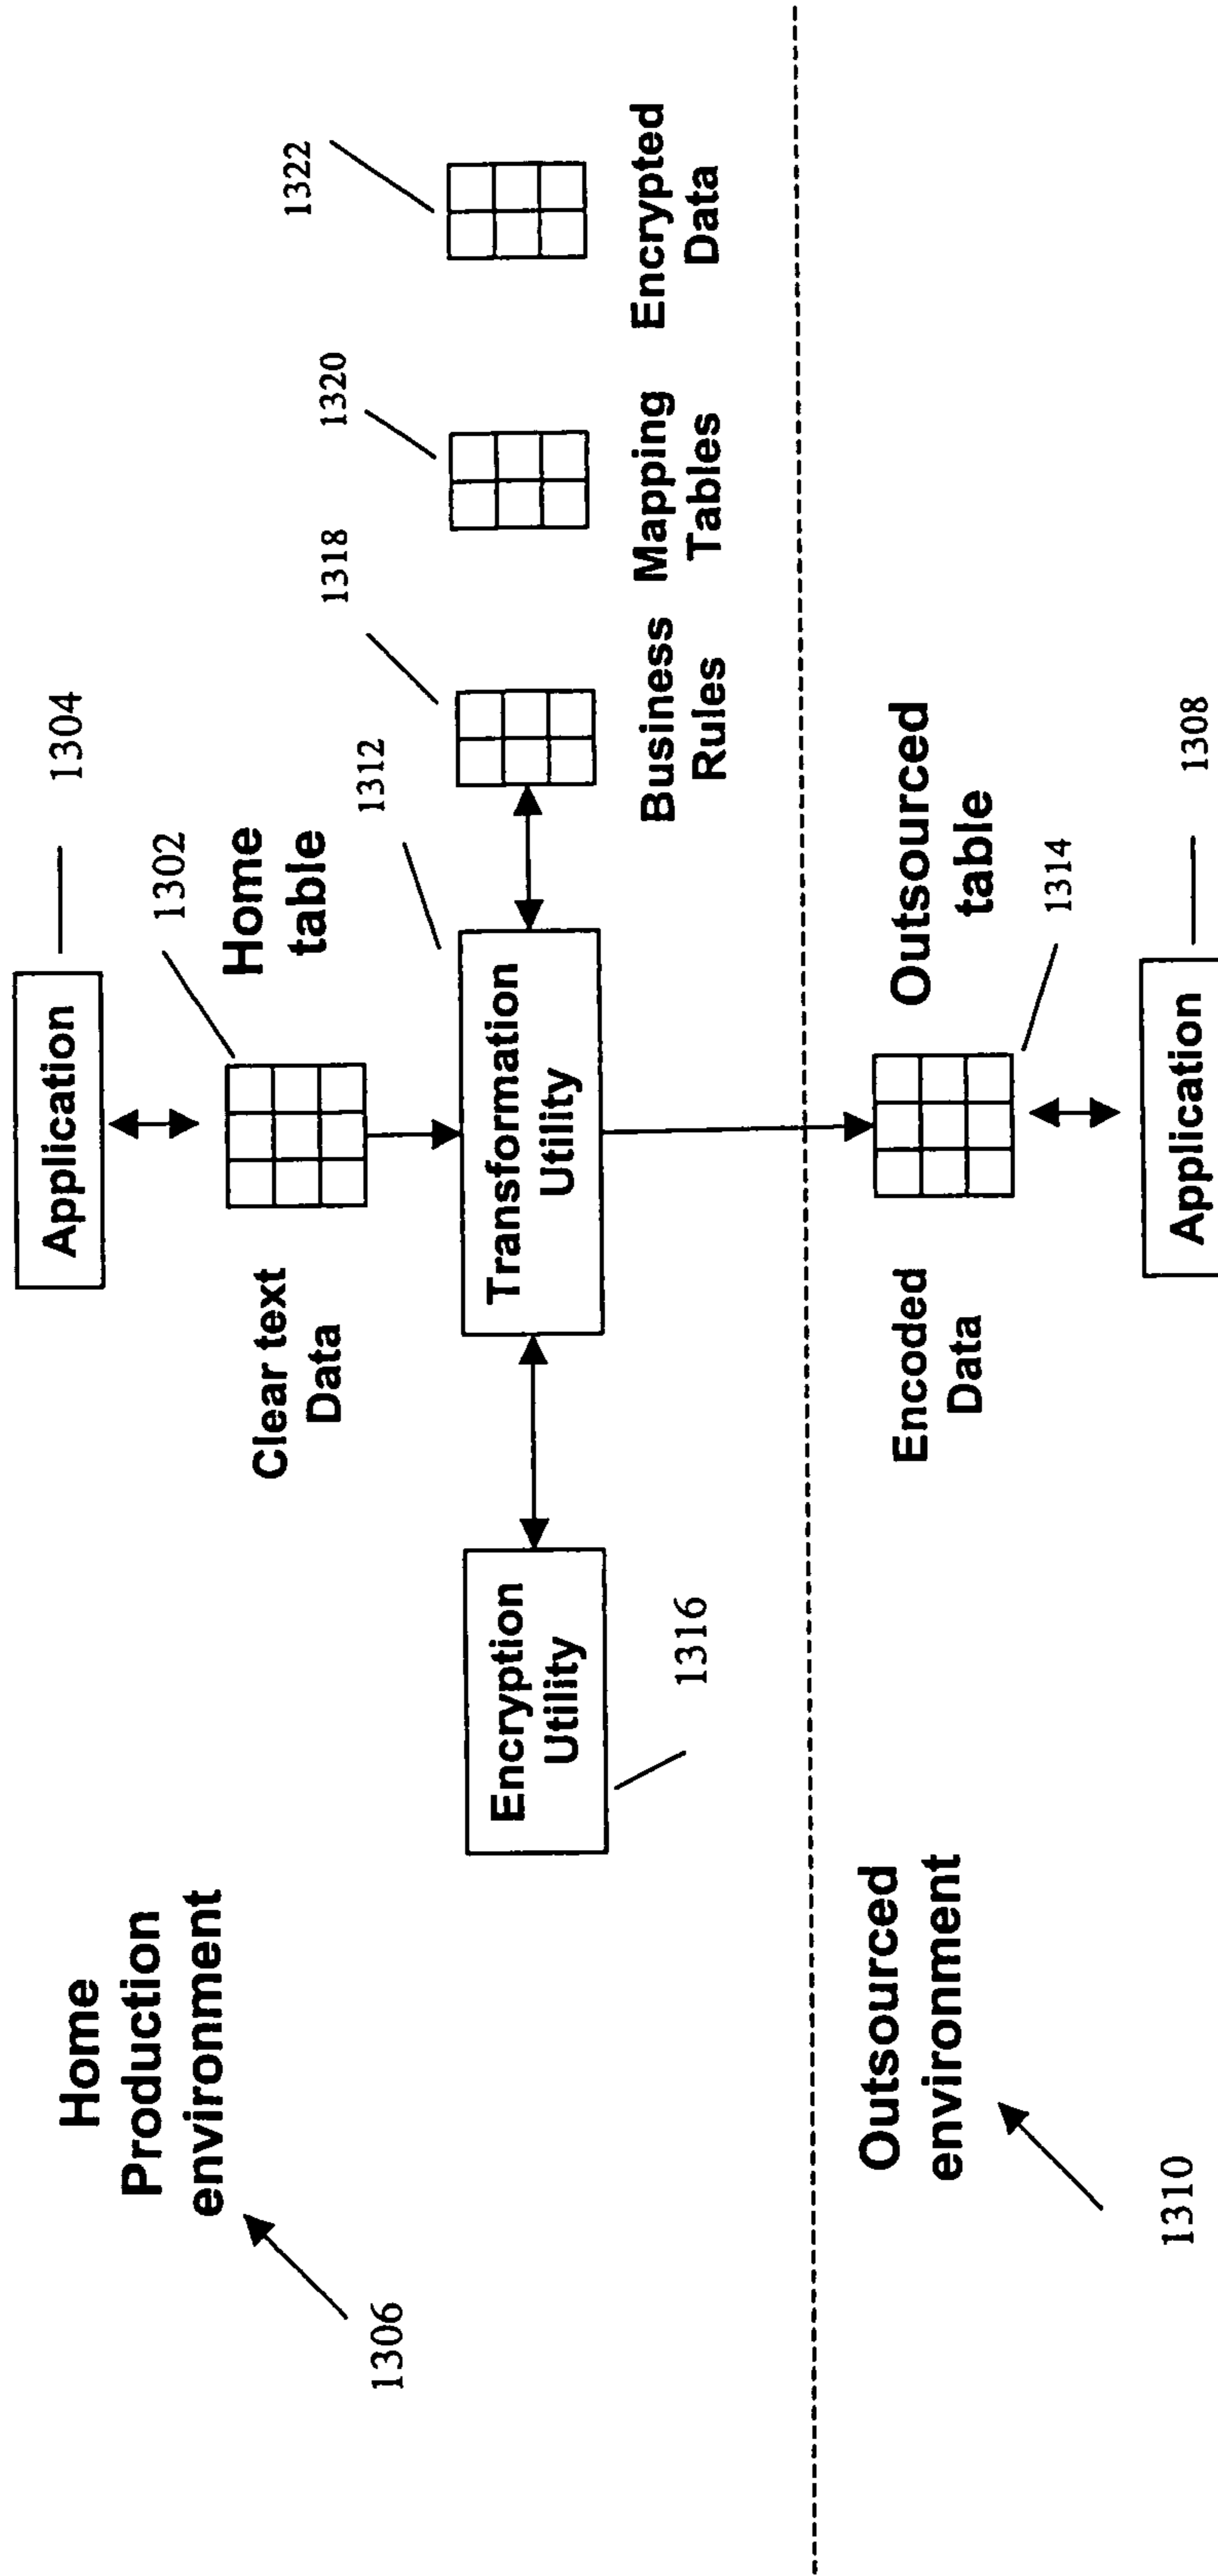 Home
Production
environment
1306
Application
1304
1302
Clear text
Data
Home
table
1312
Encryption
Utility
1316
Transformation
Utility
1318
1320
1322
Business
Rules
Mapping
Tables
Encrypted
Data
Outsourced
environment
1310
Encoded
Data
Outsourced
table
1314
Application
1308